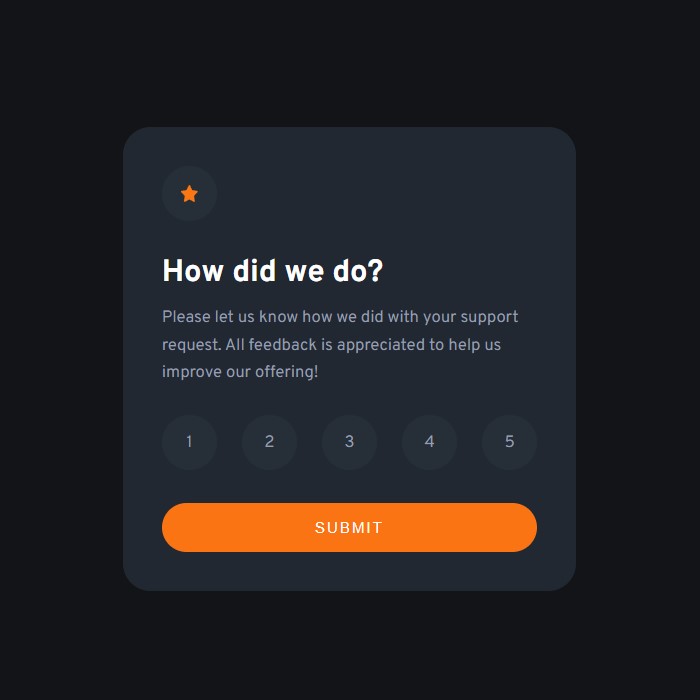 How did we do?
Please let us know how we did with your support
request. All feedback is appreciated to help us
improve our offering!
1 2 3 4 5
SUBMIT